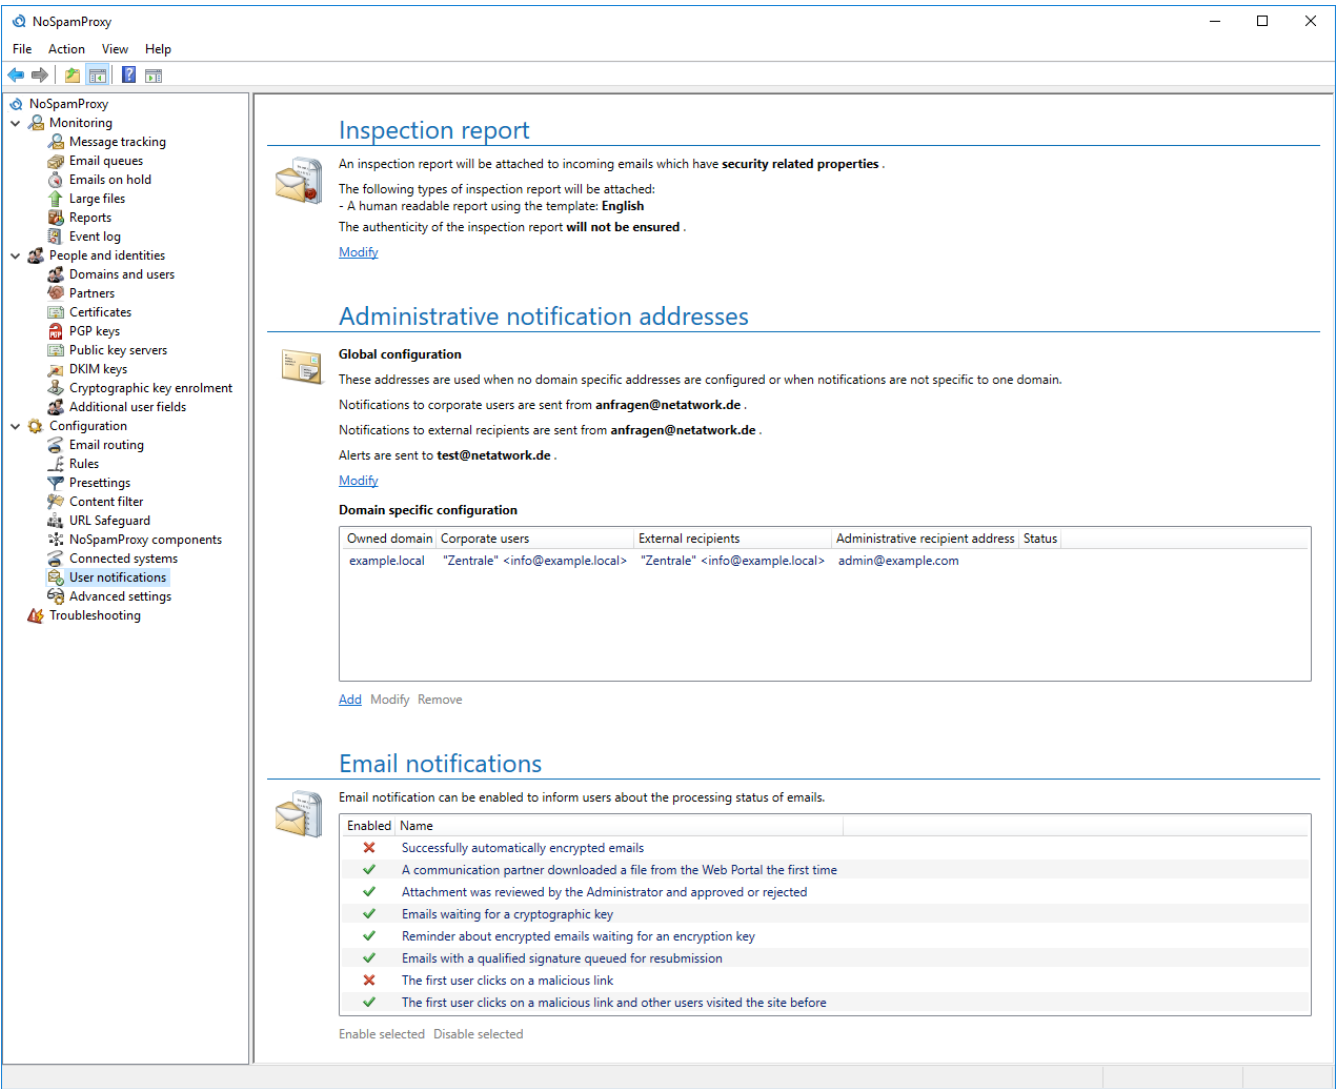 NoSpamProxy
File Action View Help
NoSpamProxy
Monitoring
Message tracking
Email queues
Emails on hold
Large files
Reports
Event log
People and identities
Domains and users
Partners
Certificates
PGP keys
Public key servers
DKIM keys
Cryptographic key enrolment
Additional user fields
Configuration
Email routing
Rules
Presettings
Content filter
URL Safeguard
NoSpamProxy components
Connected systems
User notifications
Advanced settings
Troubleshooting
Inspection report
An inspection report will be attached to incoming emails which have security related properties .
The following types of inspection report will be attached:
- A human readable report using the template: English
The authenticity of the inspection report will not be ensured .
Modify
Administrative notification addresses
Global configuration
These addresses are used when no domain specific addresses are configured or when notifications are not specific to one domain.
Notifications to corporate users are sent from anfragen@netatwork.de .
Notifications to external recipients are sent from anfragen@netatwork.de .
Alerts are sent to test@netatwork.de .
Modify
Domain specific configuration
Owned domain Corporate users External recipients Administrative recipient address Status
example.local "Zentrale" <info@example.local> "Zentrale" <info@example.local> admin@example.com
Add Modify Remove
Email notifications
Email notification can be enabled to inform users about the processing status of emails.
Enabled Name
Successfully automatically encrypted emails
A communication partner downloaded a file from the Web Portal the first time
Attachment was reviewed by the Administrator and approved or rejected
Emails waiting for a cryptographic key
Reminder about encrypted emails waiting for an encryption key
Emails with a qualified signature queued for resubmission
The first user clicks on a malicious link
The first user clicks on a malicious link and other users visited the site before
Enable selected Disable selected